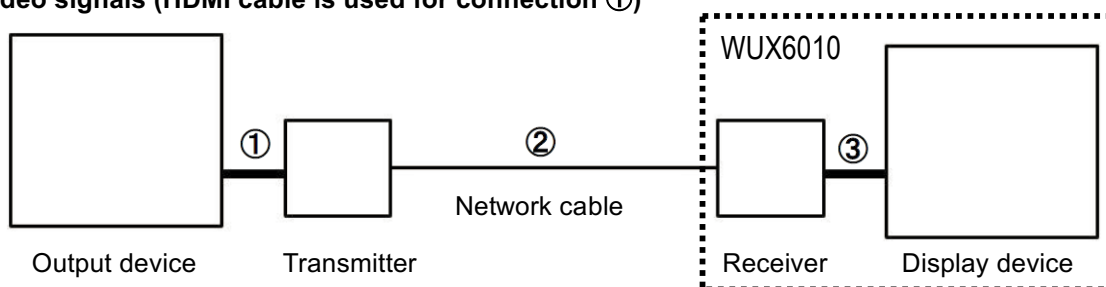 deo signals (HDMI cable is used for connection ①)
WUX6010
① ② ③
Network cable
Output device Transmitter Receiver Display device